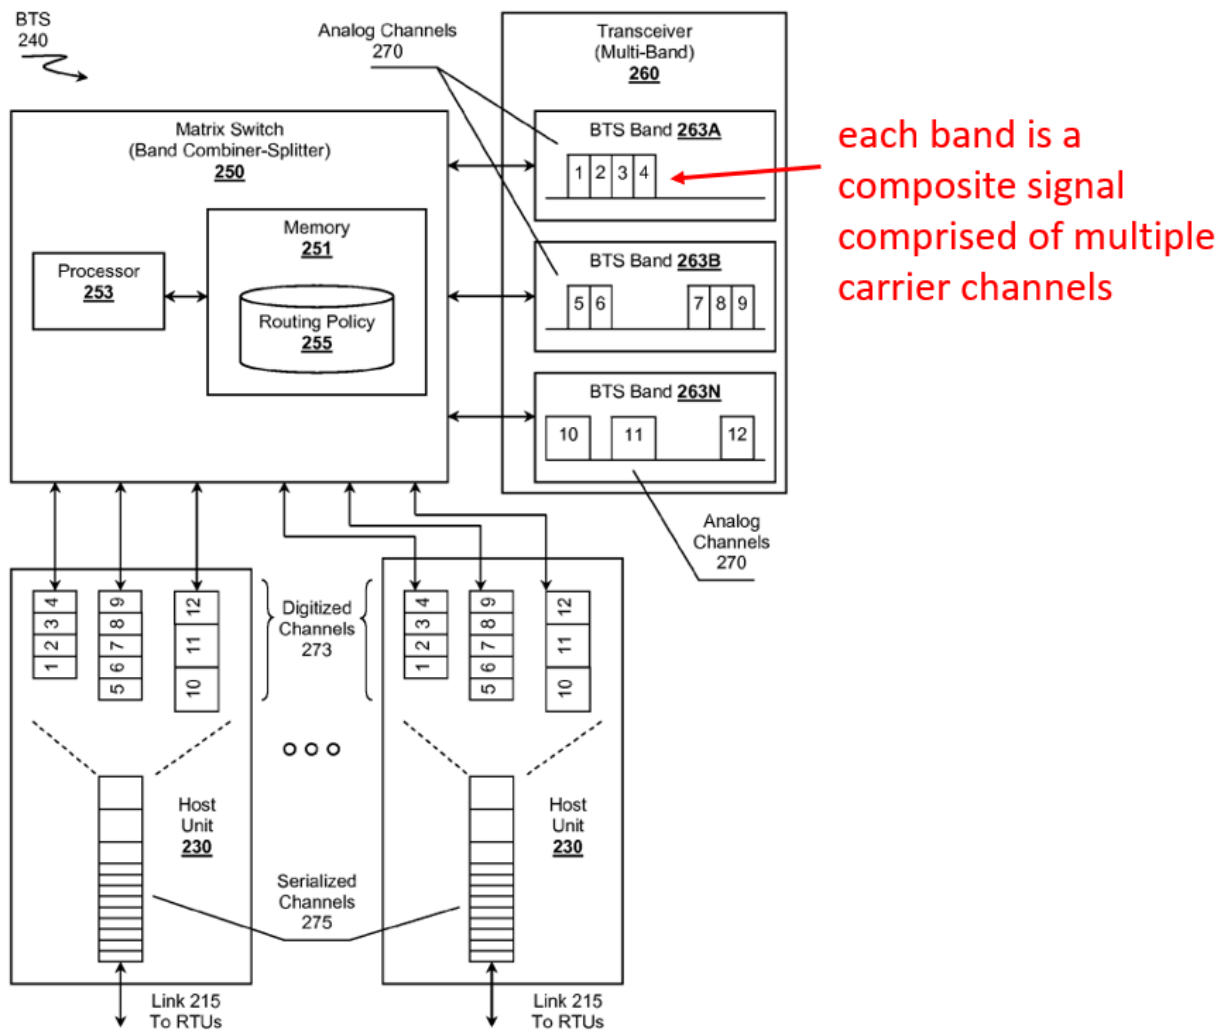 BTS
240
Analog Channels
270
Transceiver
(Multi-Band)
260
Matrix Switch
(Band Combiner-Splitter)
250
Memory
251
Processor
253
Routing Policy
255
BTS Band 263A
1 2 3 4
BTS Band 263B
5 6 7 8 9
BTS Band 263N
10 11 12
each band is a
composite signal
comprised of multiple
carrier channels
Analog
Channels
270
1 2 3 4
5 6 7 8 9
10 11 12
Digitized
Channels
273
1 2 3 4
5 6 7 8 9
10 11 12
Host
Unit
230
Host
Unit
230
Serialized
Channels
275
Link 215
To RTUs
Link 215
To RTUs